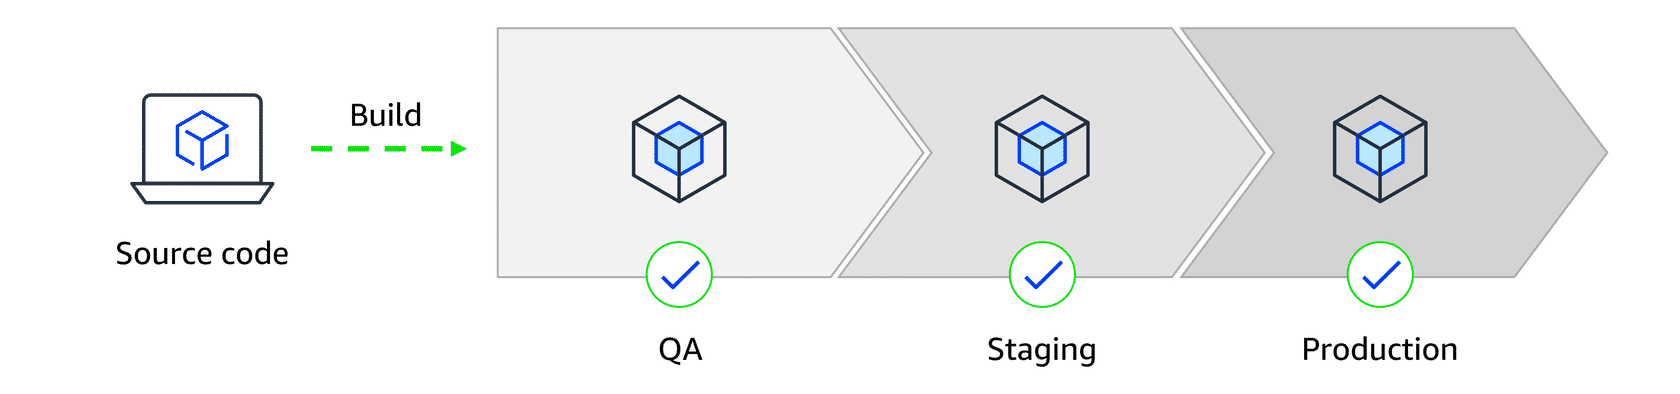 Build
Source code
QA
Staging
Production